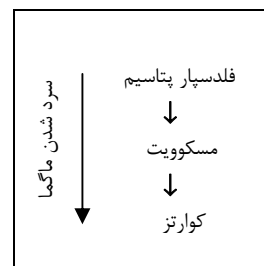 فلدسپار پتاسیم
↓
مسکوویت
↓
کوارتز
سرد شدن ماگما